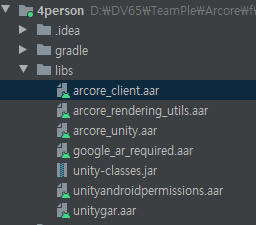 4person D:₩DV65₩TeamPle₩Arcore₩f
.idea
gradle
libs
arcore_client.aar
arcore_rendering_utils.aar
arcore_unity.aar
google_ar_required.aar
unity-classes.jar
unityandroidpermissions.aar
unitygar.aar